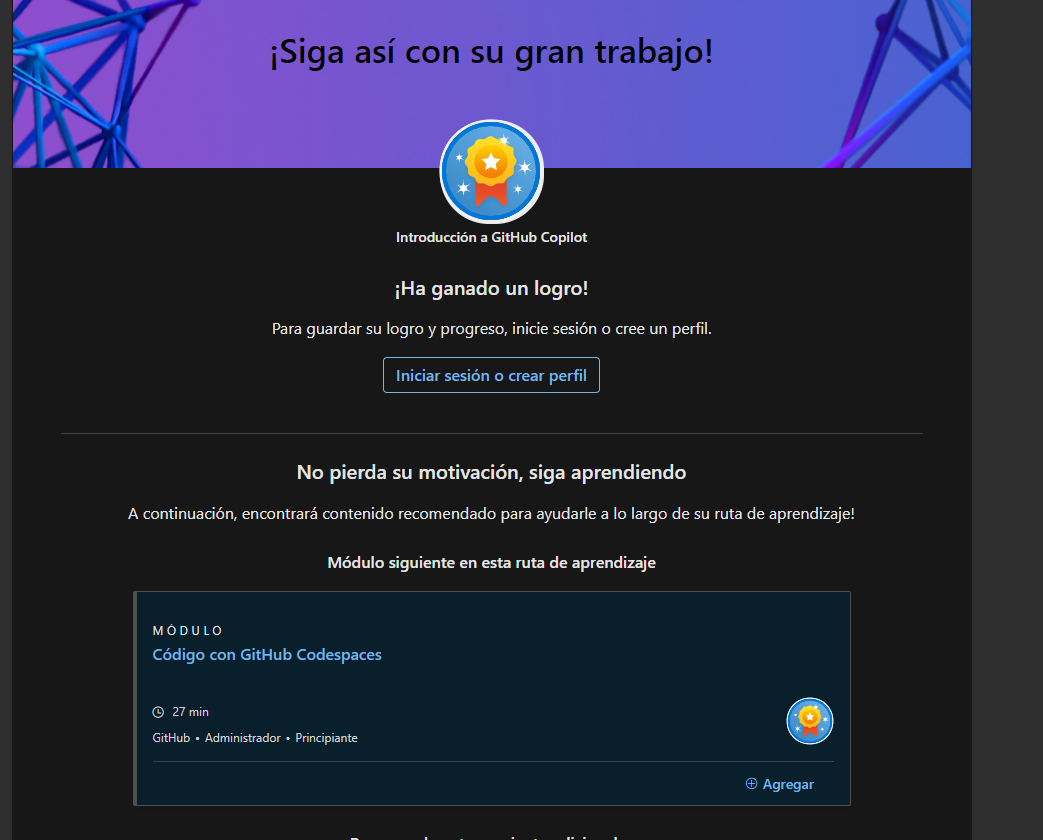 ¡Siga así con su gran trabajo!
Introducción a GitHub Copilot
¡Ha ganado un logro!
Para guardar su logro y progreso, inicie sesión o cree un perfil.
Iniciar sesión o crear perfil
No pierda su motivación, siga aprendiendo
A continuación, encontrará contenido recomendado para ayudarle a lo largo de su ruta de aprendizaje!
Módulo siguiente en esta ruta de aprendizaje
MÓDULO
Código con GitHub Codespaces
27 min
GitHub • Administrador • Principiante
Agregar